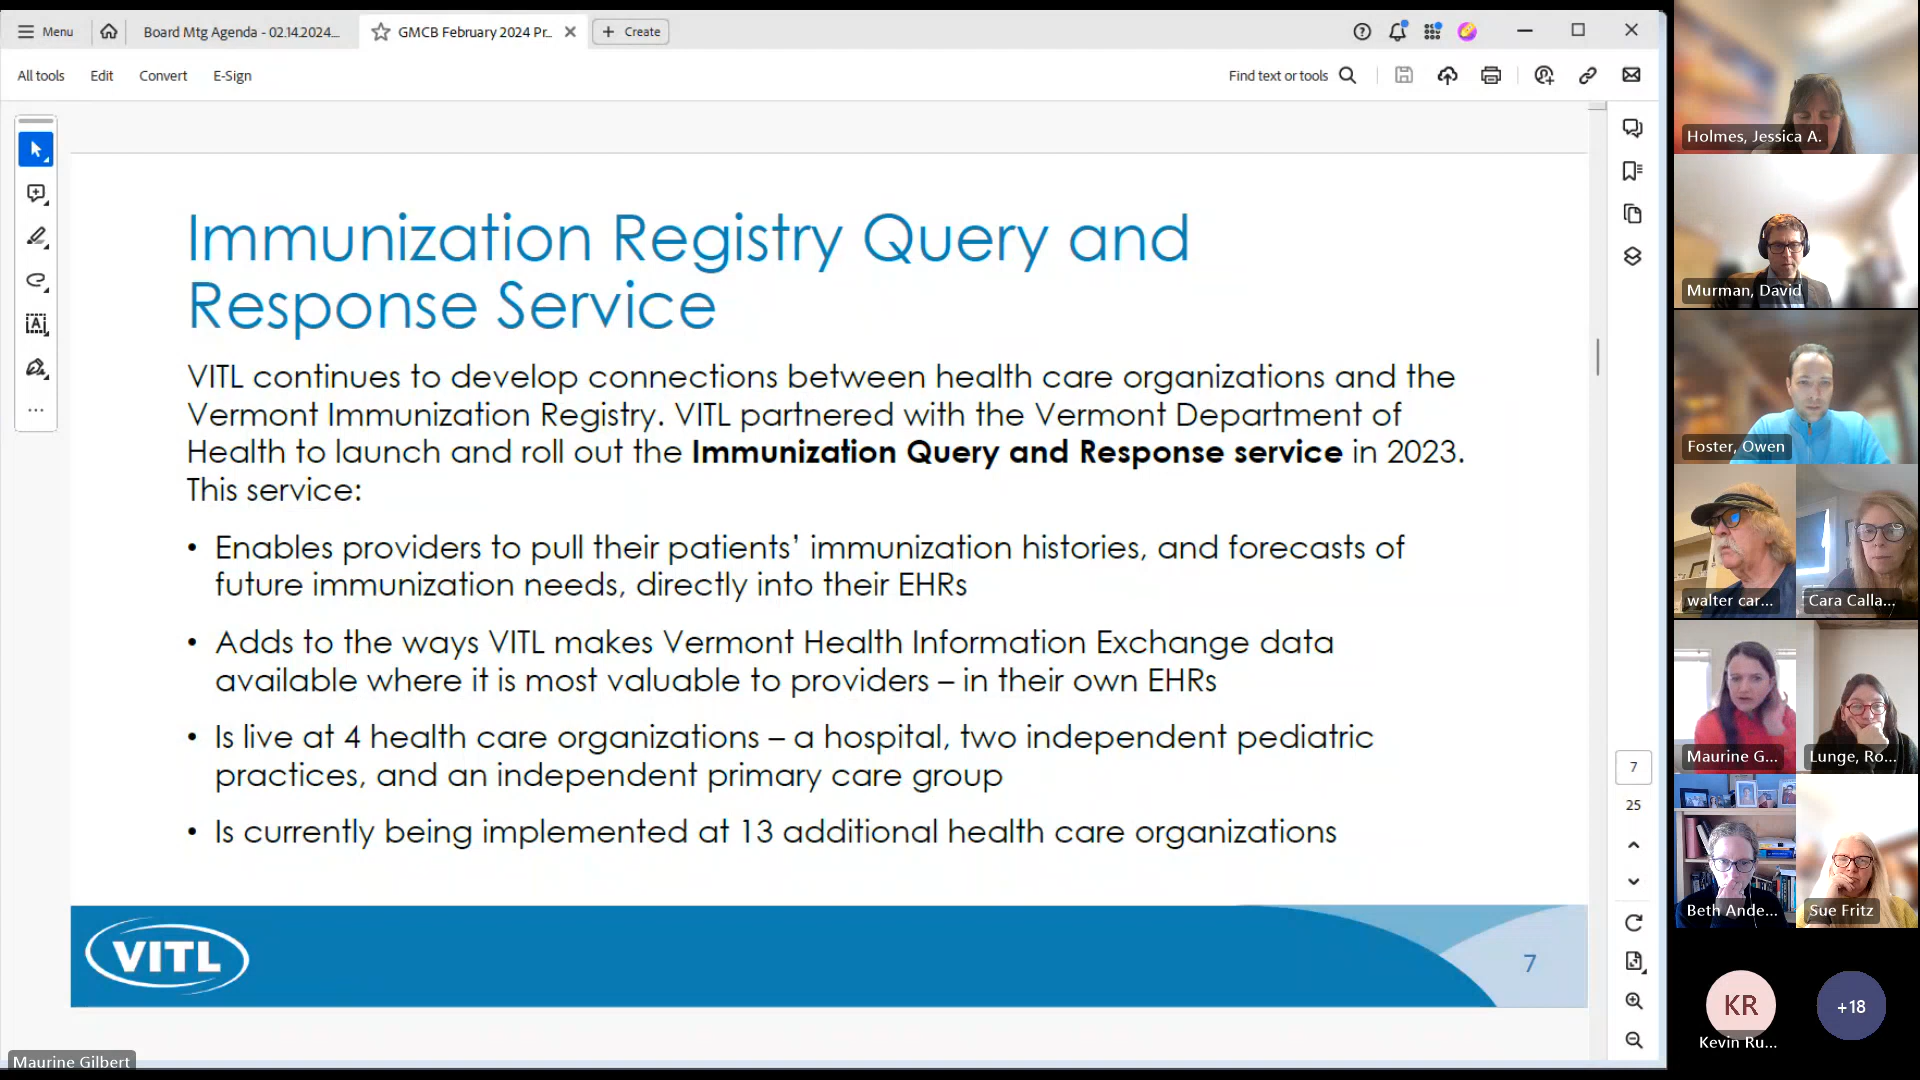 Menu
Board Mtg Agenda - 02.14.2024...
GMCB February 2024 Pr...
Create
All tools
Edit
Convert
E-Sign
Find text or tools
Immunization Registry Query and
Response Service
VITL continues to develop connections between health care organizations and the
Vermont Immunization Registry. VITL partnered with the Vermont Department of
Health to launch and roll out the Immunization Query and Response service in 2023.
This service:
• Enables providers to pull their patients’ immunization histories, and forecasts of
future immunization needs, directly into their EHRs
• Adds to the ways VITL makes Vermont Health Information Exchange data
available where it is most valuable to providers – in their own EHRs
• Is live at 4 health care organizations – a hospital, two independent pediatric
practices, and an independent primary care group
• Is currently being implemented at 13 additional health care organizations
VITL
7
7
25
Maurine Gilbert
Holmes, Jessica A.
Murman, David
Foster, Owen
walter car...
Cara Calla...
Maurine G...
Lunge, Ro...
Beth Ande...
Sue Fritz
KR
Kevin Ru...
+18